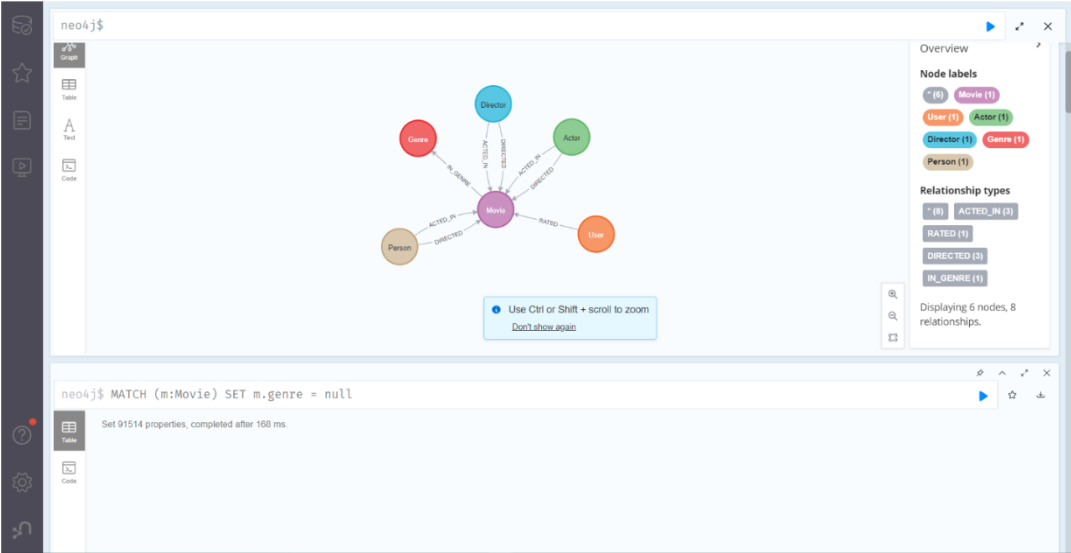 neo4j$
Graph
Table
Text
Code
Director
Genre
Actor
ACTED_IN
DIRECTED
ACTED_IN
DIRECTED
IN_GENRE
Movie
ACTED_IN
DIRECTED
RATED
Person
User
Use Ctrl or Shift + scroll to zoom
Don't show again
Overview
Node labels
* (6) Movie (1)
User (1) Actor (1)
Director (1) Genre (1)
Person (1)
Relationship types
* (8) ACTED_IN (3)
RATED (1)
DIRECTED (3)
IN_GENRE (1)
Displaying 6 nodes, 8
relationships.
neo4j$ MATCH (m:Movie) SET m.genre = null
Table
Code
Set 91514 properties, completed after 168 ms.